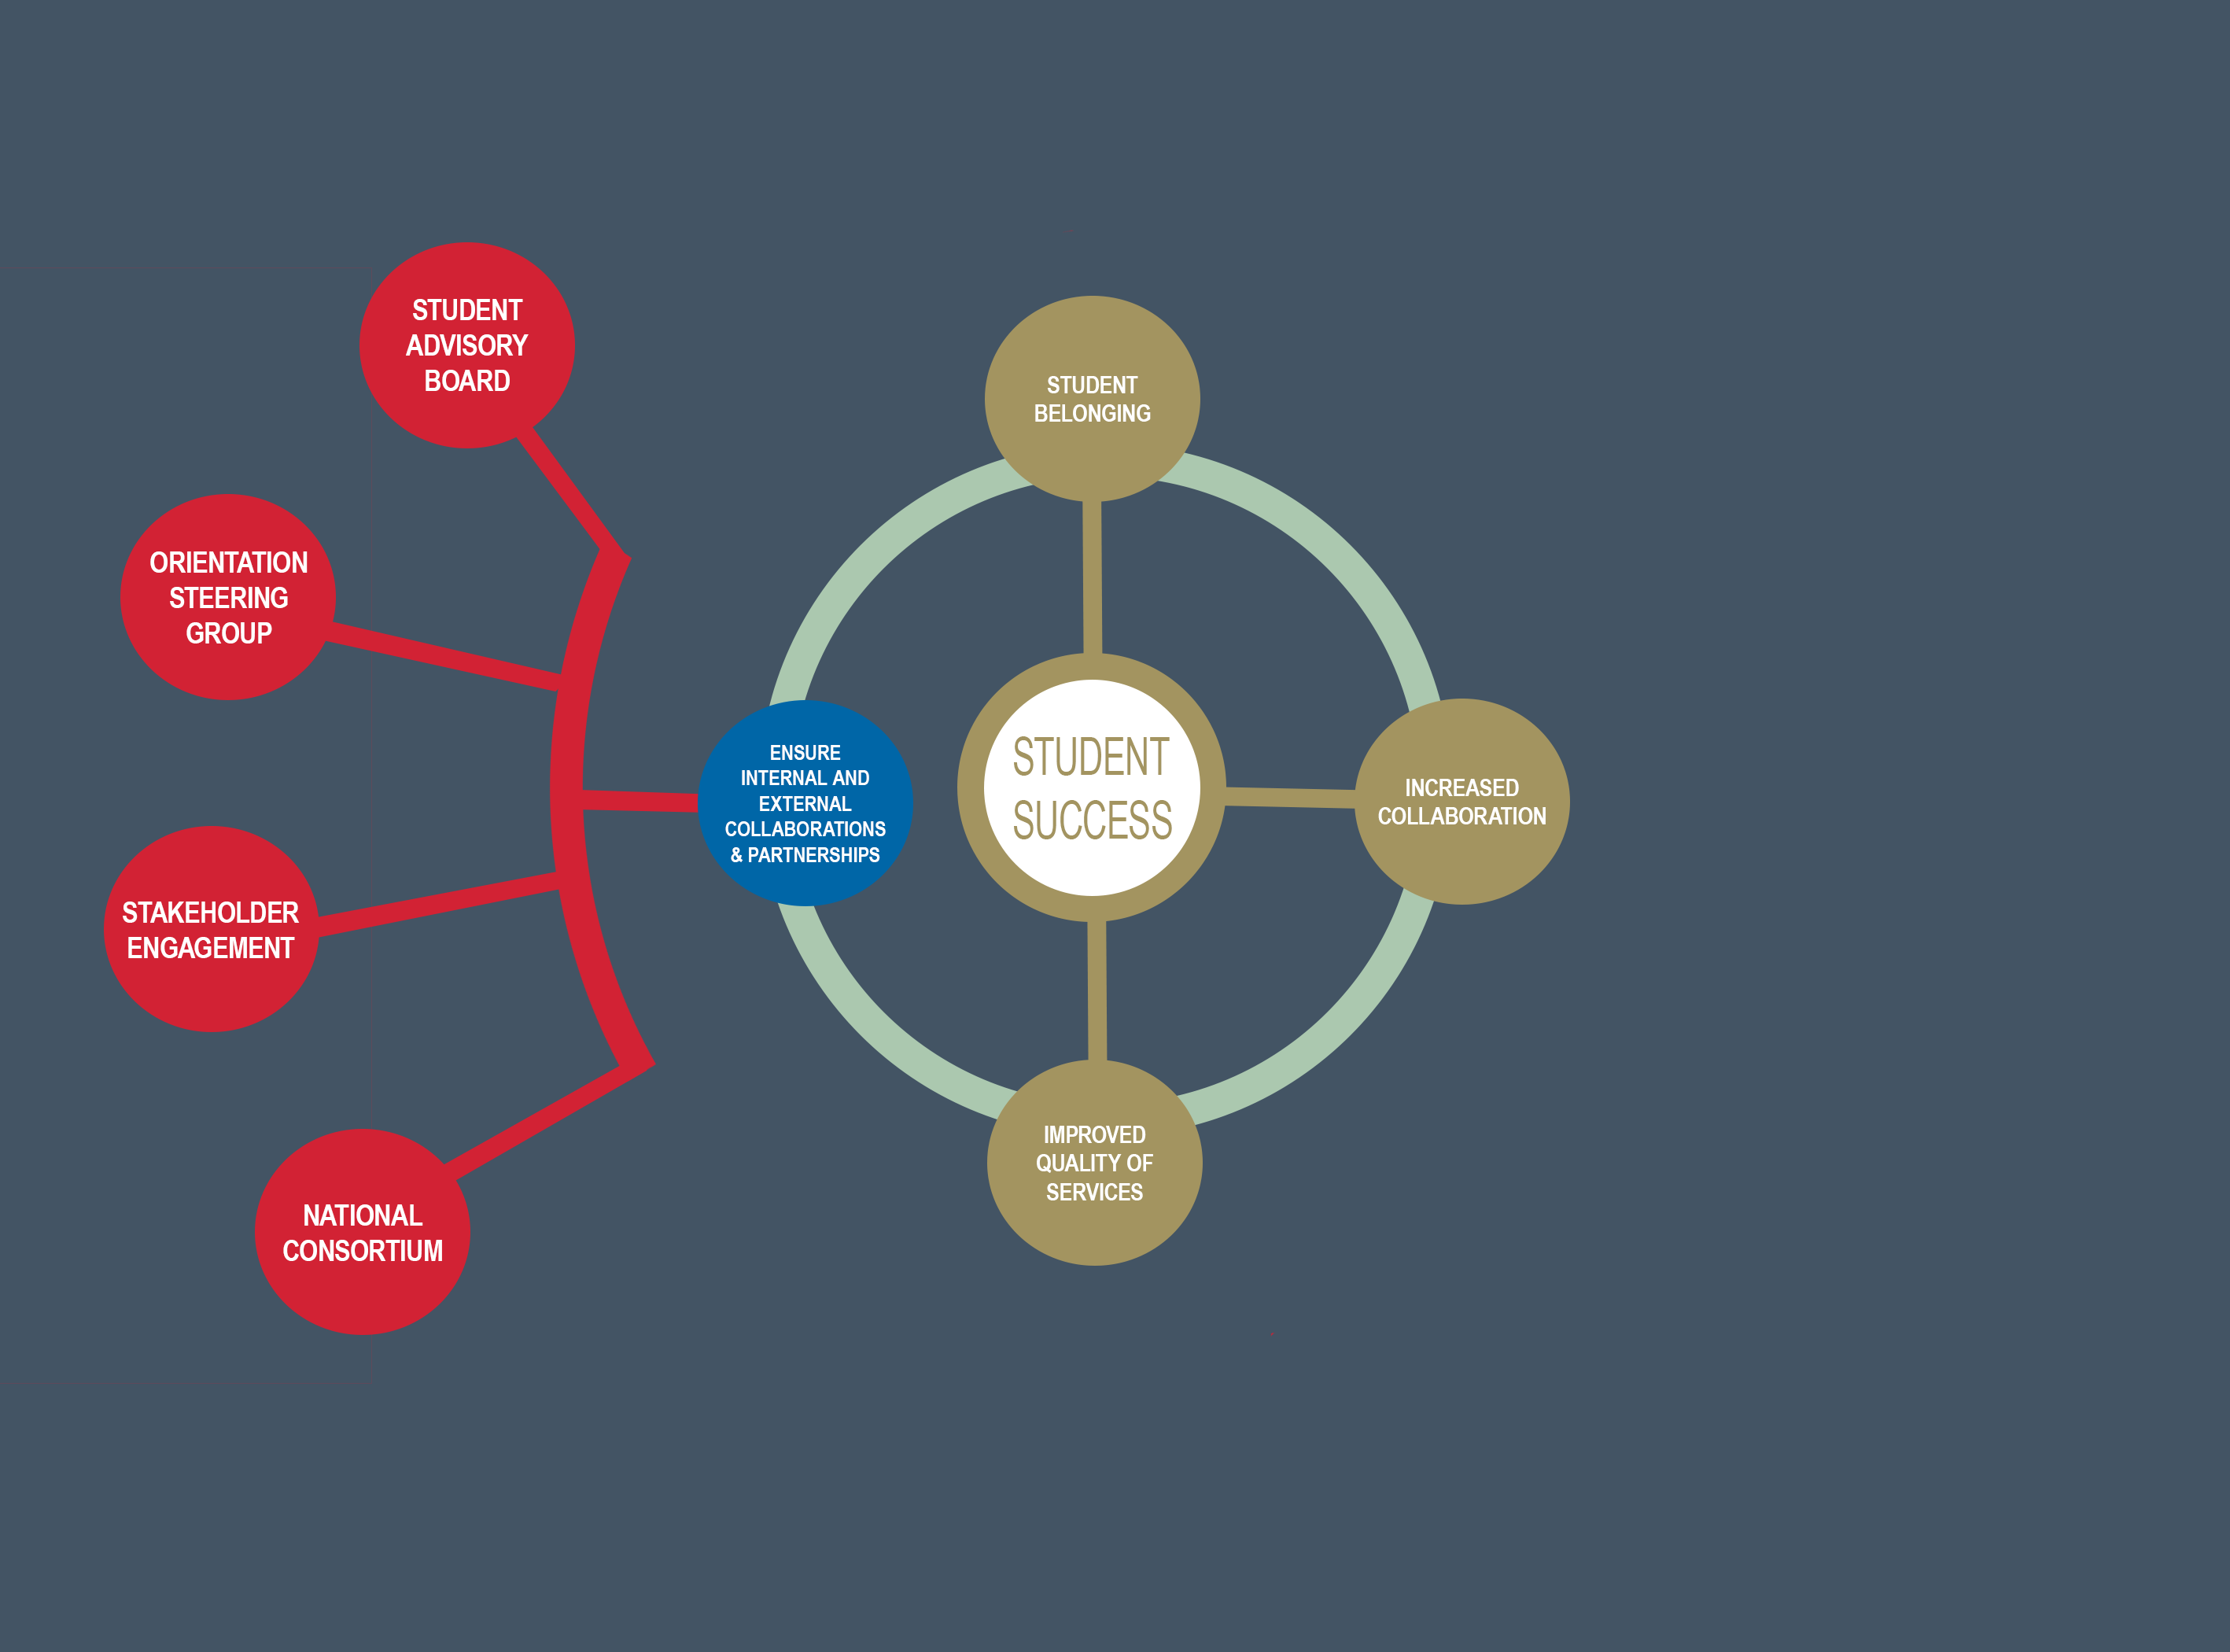 STUDENT
ADVISORY
BOARD
ORIENTATION
STEERING
GROUP
STAKEHOLDER
ENGAGEMENT
NATIONAL
CONSORTIUM
ENSURE
INTERNAL AND
EXTERNAL
COLLABORATIONS
& PARTNERSHIPS
STUDENT
BELONGING
STUDENT
SUCCESS
INCREASED
COLLABORATION
IMPROVED
QUALITY OF
SERVICES